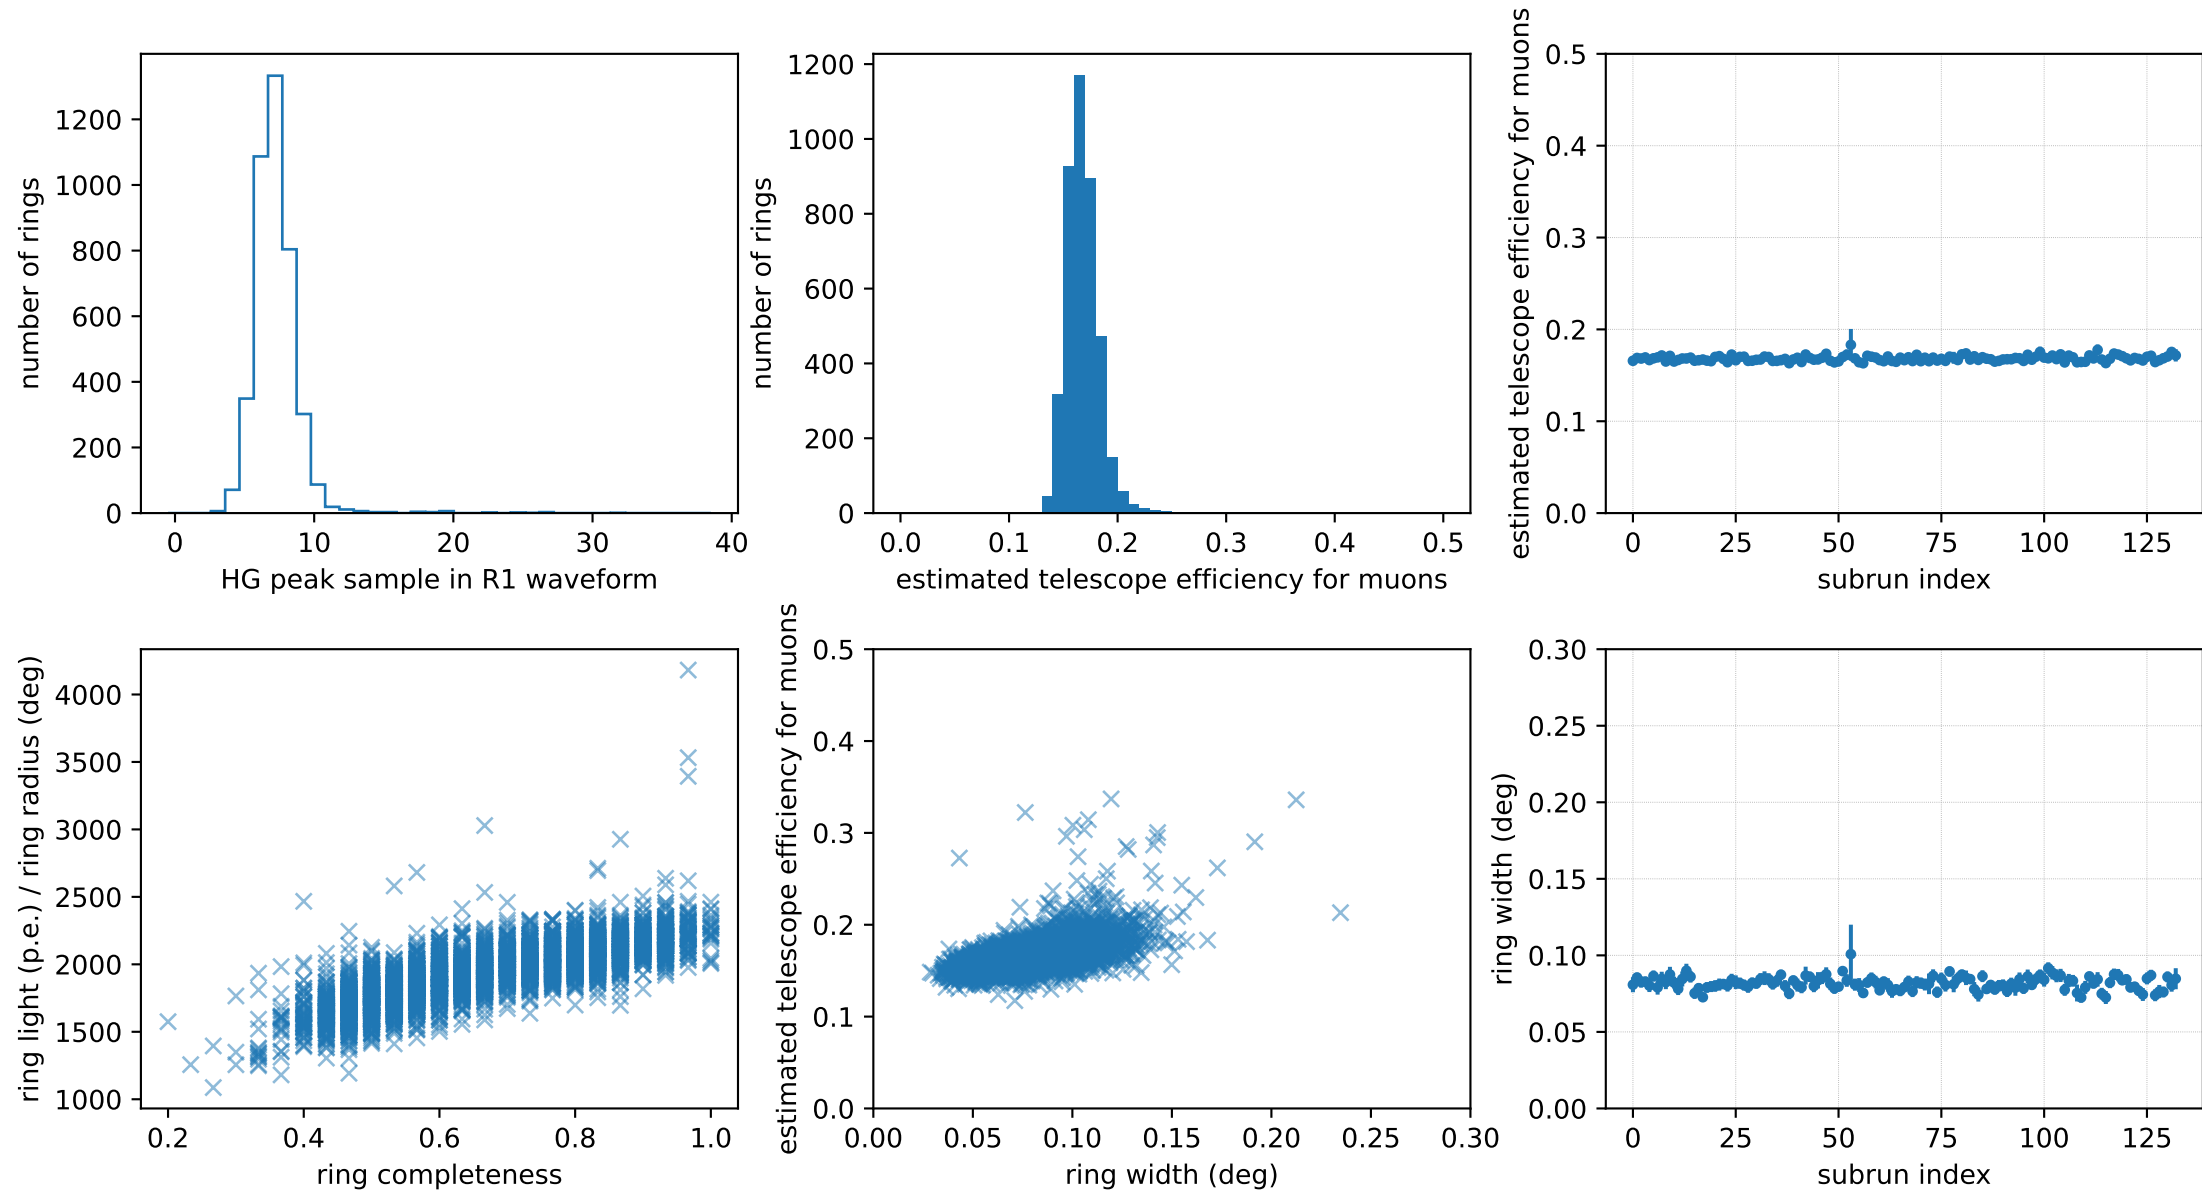 number of rings
1200
1000
800
600
400
200
0
0 10 20 30 40
HG peak sample in R1 waveform
number of rings
1200
1000
800
600
400
200
0
0.0 0.1 0.2 0.3 0.4 0.5
estimated telescope efficiency for muons
estimated telescope efficiency for muons
0.5
0.4
0.3
0.2
0.1
0.0
0 25 50 75 100 125
subrun index
ring light (p.e.) / ring radius (deg)
4000
3500
3000
2500
2000
1500
1000
0.2 0.4 0.6 0.8 1.0
ring completeness
estimated telescope efficiency for muons
0.5
0.4
0.3
0.2
0.1
0.0
0.00 0.05 0.10 0.15 0.20 0.25 0.30
ring width (deg)
ring width (deg)
0.30
0.25
0.20
0.15
0.10
0.05
0.00
0 25 50 75 100 125
subrun index